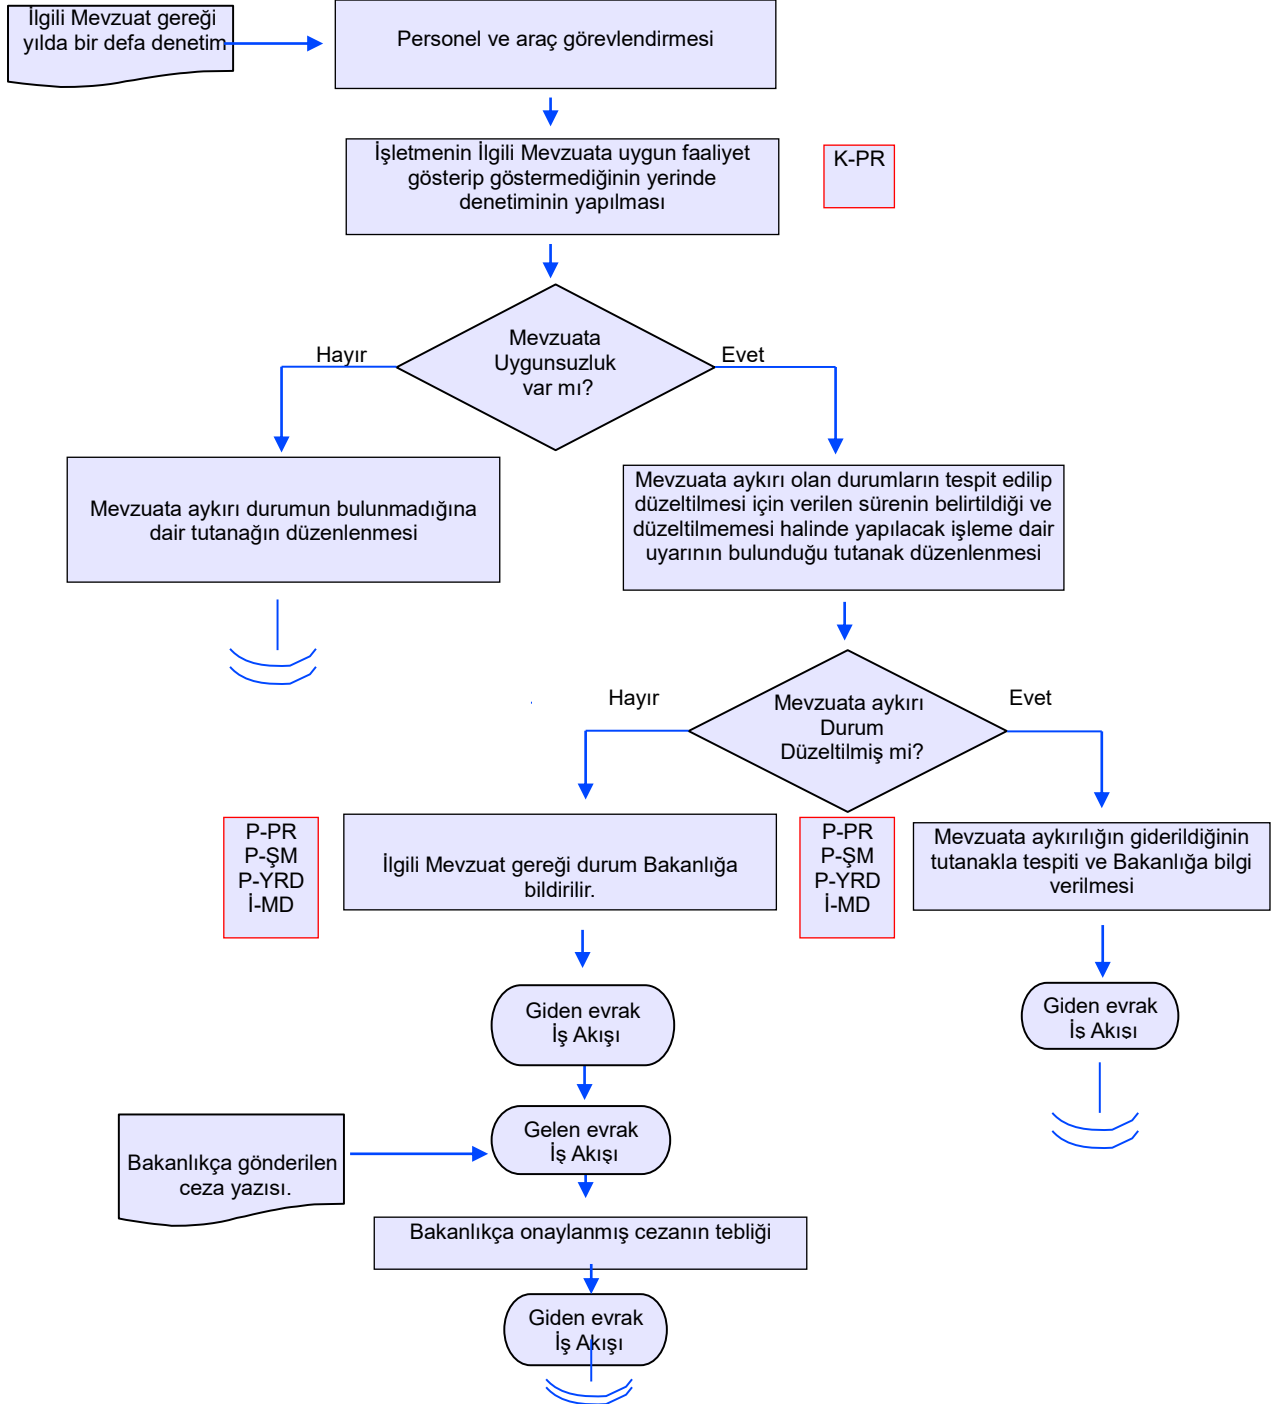 İlgili Mevzuat gereği
yılda bir defa denetim
Personel ve araç görevlendirmesi
İşletmenin İlgili Mevzuata uygun faaliyet
gösterip göstermediğinin yerinde
denetiminin yapılması
K-PR
Mevzuata
Uygunsuzluk
var mı?
Hayır
Evet
Mevzuata aykırı durumun bulunmadığına
dair tutanağın düzenlenmesi
Mevzuata aykırı olan durumların tespit edilip
düzeltilmesi için verilen sürenin belirtildiği ve
düzeltilmemesi halinde yapılacak işleme dair
uyarının bulunduğu tutanak düzenlenmesi
Hayır
Mevzuata aykırı
Durum
Düzeltilmiş mi?
Evet
P-PR
P-ŞM
P-YRD
İ-MD
İlgili Mevzuat gereği durum Bakanlığa
bildirilir.
P-PR
P-ŞM
P-YRD
İ-MD
Mevzuata aykırılığın giderildiğinin
tutanakla tespiti ve Bakanlığa bilgi
verilmesi
Giden evrak
İş Akışı
Giden evrak
İş Akışı
Gelen evrak
İş Akışı
Bakanlıkça gönderilen
ceza yazısı.
Bakanlıkça onaylanmış cezanın tebliği
Giden evrak
İş Akışı